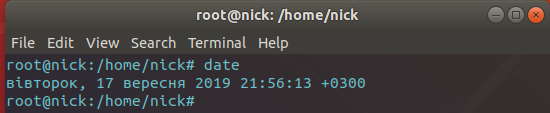 root@nick: /home/nick
File Edit View Search Terminal Help
root@nick:/home/nick# date
вівторок, 17 вересня 2019 21:56:13 +0300
root@nick:/home/nick#